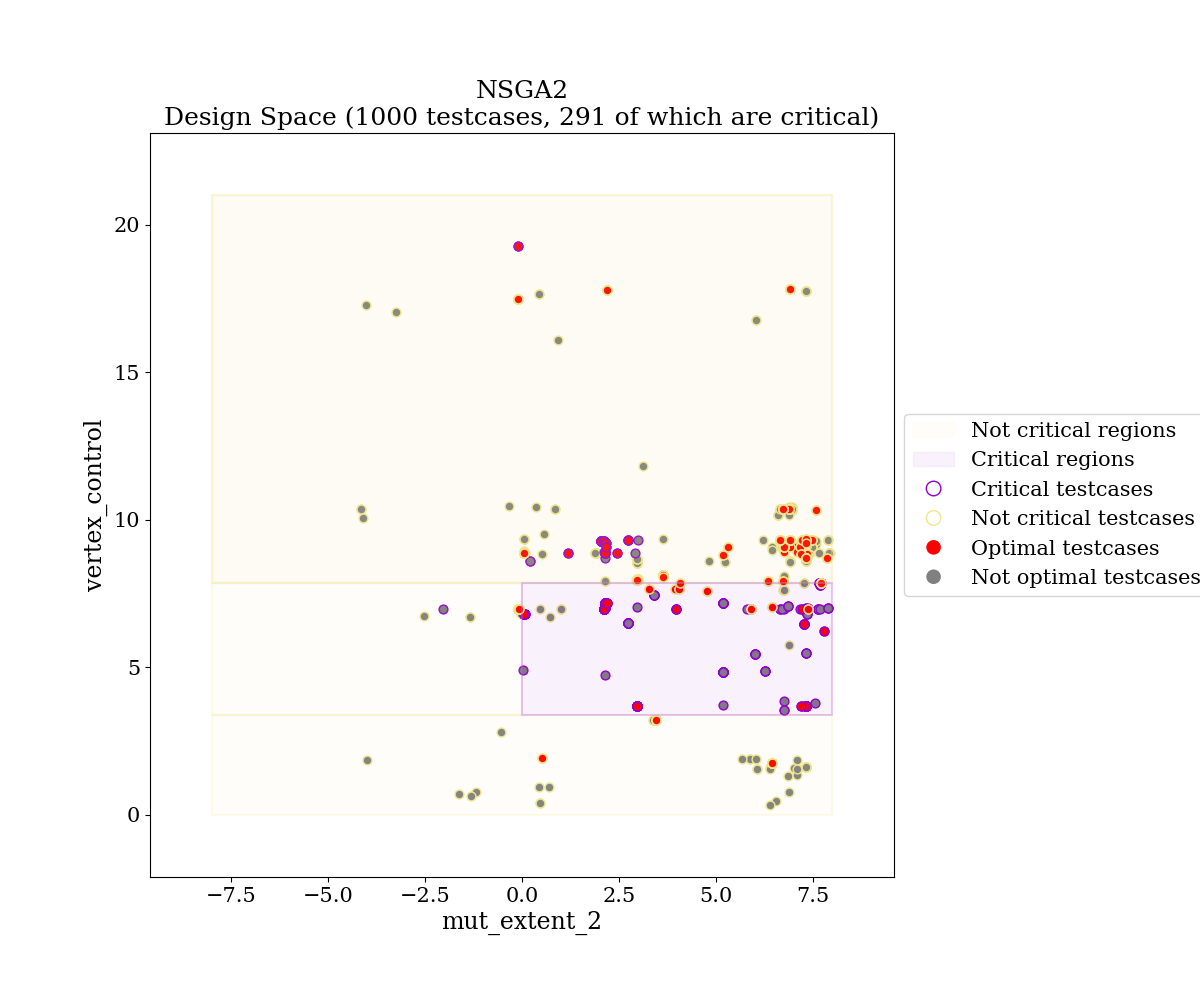 NSGA2
Design Space (1000 testcases, 291 of which are critical)
20
15
10
5
0
vertex_control
−7.5
−5.0
−2.5
0.0
2.5
5.0
7.5
mut_extent_2
Not critical regions
Critical regions
Critical testcases
Not critical testcases
Optimal testcases
Not optimal testcases